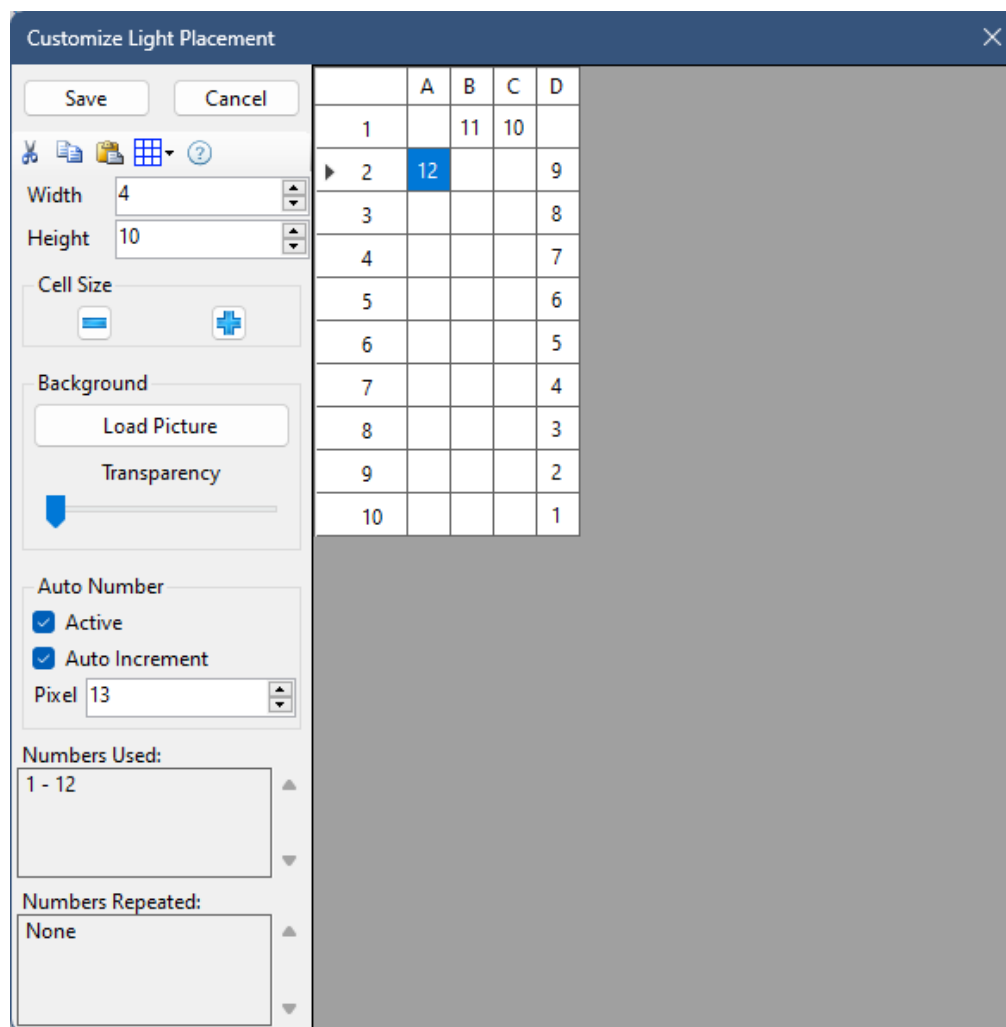 Customize Light Placement
Save Cancel
Width 4
Height 10
Cell Size
Background
Load Picture
Transparency
Auto Number
Active
Auto Increment
Pixel 13
Numbers Used:
1 - 12
Numbers Repeated:
None
A B C D
1 11 10
2 12 9
3 8
4 7
5 6
6 5
7 4
8 3
9 2
10 1